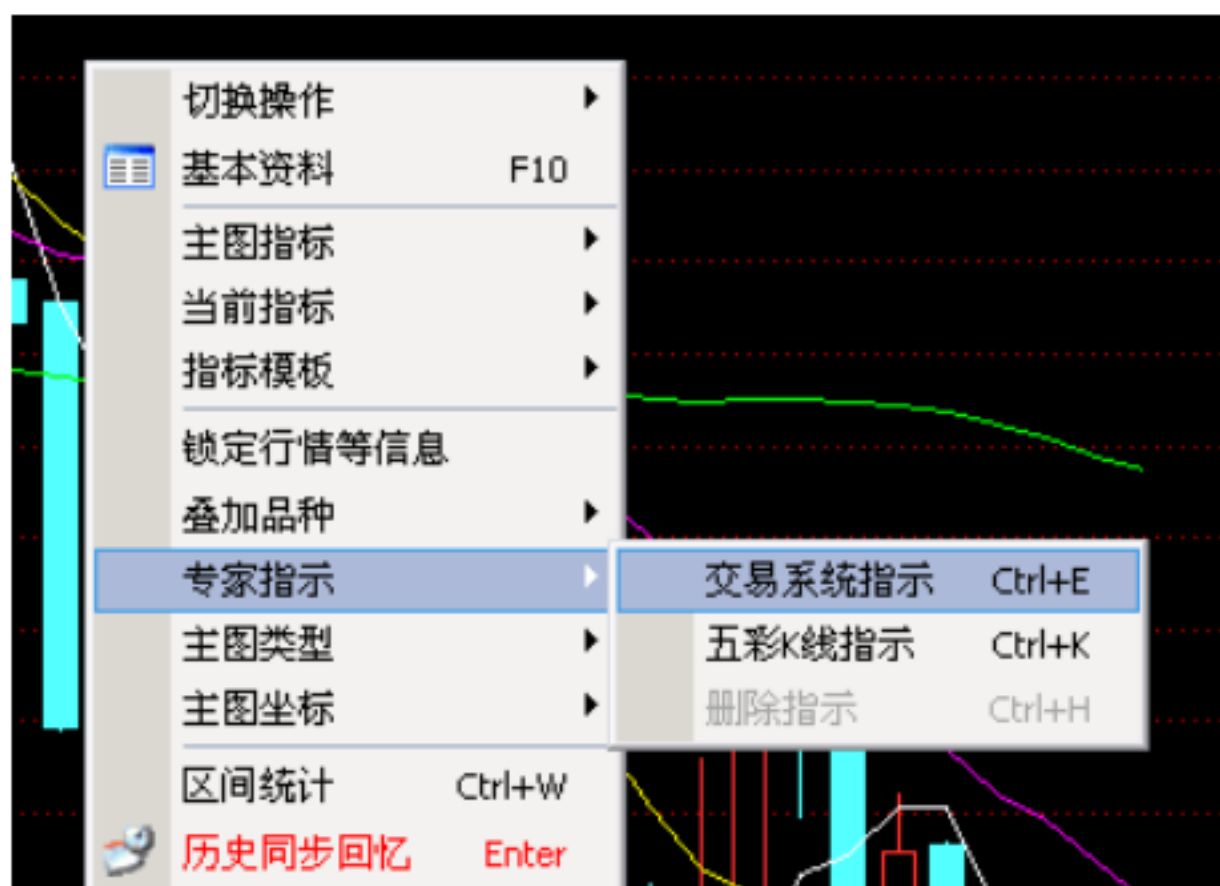 切换操作
基本资料 F10
主图指标
当前指标
指标模板
锁定行情等信息
叠加品种
专家指示
交易系统指示 Ctrl+E
主图类型
五彩K线指示 Ctrl+K
主图坐标
删除指示 Ctrl+H
区间统计 Ctrl+W
历史同步回忆 Enter